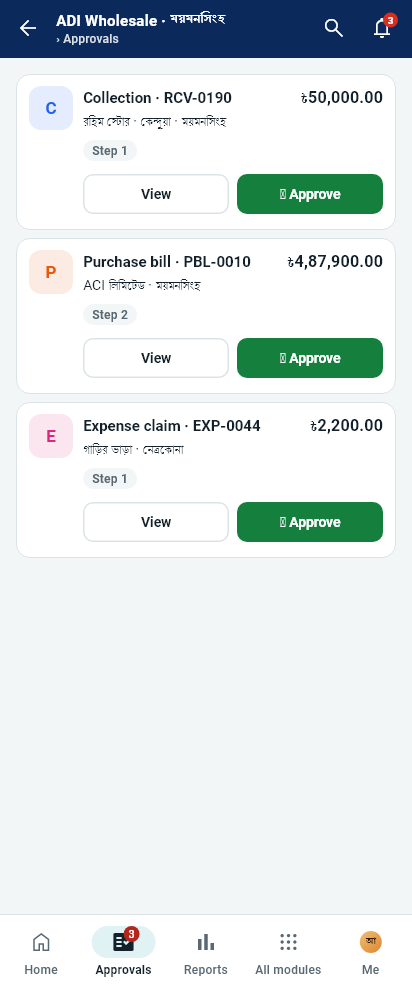 ADI Wholesale · ময়মনসিংহ
› Approvals
3
C
Collection · RCV-0190
৳50,000.00
রহিম স্টোর · কেন্দুয়া · ময়মনসিংহ
Step 1
View
Approve
P
Purchase bill · PBL-0010
৳4,87,900.00
ACI লিমিটেড · ময়মনসিংহ
Step 2
View
Approve
E
Expense claim · EXP-0044
৳2,200.00
গাড়ির ভাড়া · নেত্রকোনা
Step 1
View
Approve
3
আ
Home
Approvals
Reports
All modules
Me